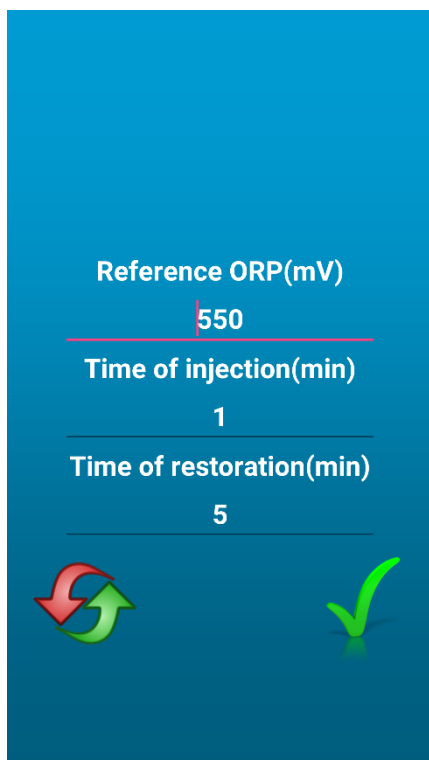 Reference ORP(mV)
550
Time of injection(min)
1
Time of restoration(min)
5